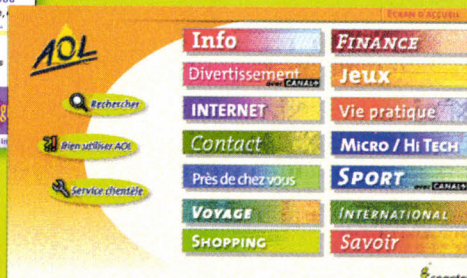 ECRAN D'ACCUEIL
AOL
Rechercher
Bien utiliser AOL
Service clientèle
Info
Divertissement
avec CANAL+
INTERNET
Contact
Près de chez vous
VOYAGE
SHOPPING
FINANCE
Jeux
Vie pratique
MICRO / HI TECH
SPORT
avec CANAL+
INTERNATIONAL
Savoir